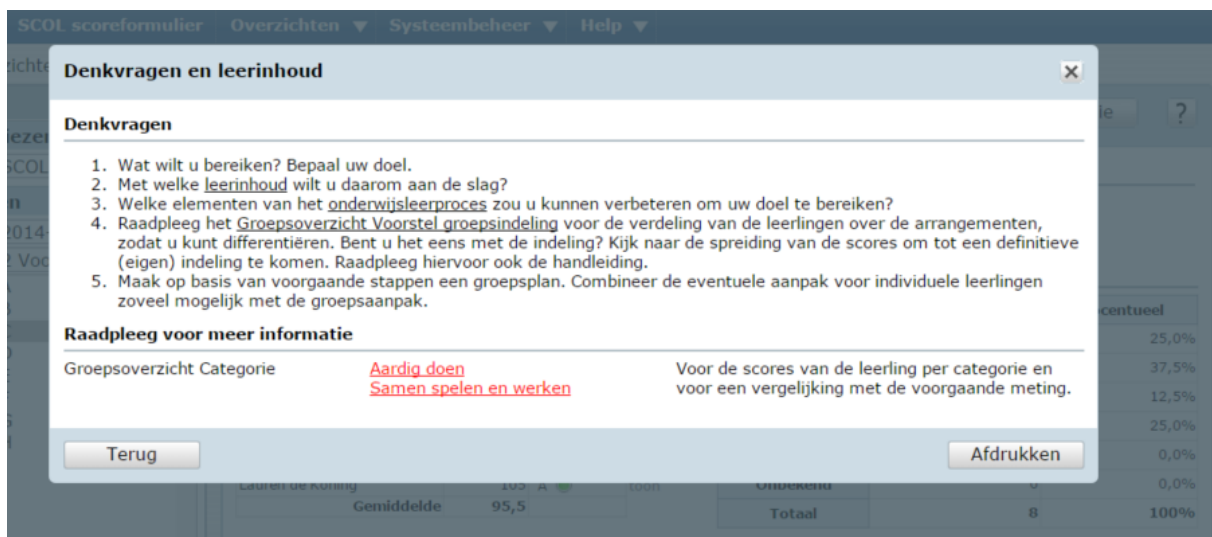 SCOL scoreformulier Overzichten ▼ Systeembeheer ▼ Help ▼
Denkvragen en leerinhoud
?
Denkvragen
1. Wat wilt u bereiken? Bepaal uw doel.
2. Met welke leerinhoud wilt u daarom aan de slag?
3. Welke elementen van het onderwijsleerproces zou u kunnen verbeteren om uw doel te bereiken?
4. Raadpleeg het Groepsoverzicht Voorstel groepsindeling voor de verdeling van de leerlingen over de arrangementen,
zodat u kunt differentiëren. Bent u het eens met de indeling? Kijk naar de spreiding van de scores om tot een definitieve
(eigen) indeling te komen. Raadpleeg hiervoor ook de handleiding.
5. Maak op basis van voorgaande stappen een groepsplan. Combineer de eventuele aanpak voor individuele leerlingen
zoveel mogelijk met de groepsaanpak.
Raadpleeg voor meer informatie
Groepsoverzicht Categorie Aardig doen Voor de scores van de leerling per categorie en
Samen spelen en werken voor een vergelijking met de voorgaande meting.
Terug Afdrukken
centueel
25,0%
37,5%
12,5%
25,0%
0,0%
Lauren de Koning 105 A toon Onbekend 0 0,0%
Gemiddelde 95,5
Totaal 8 100%